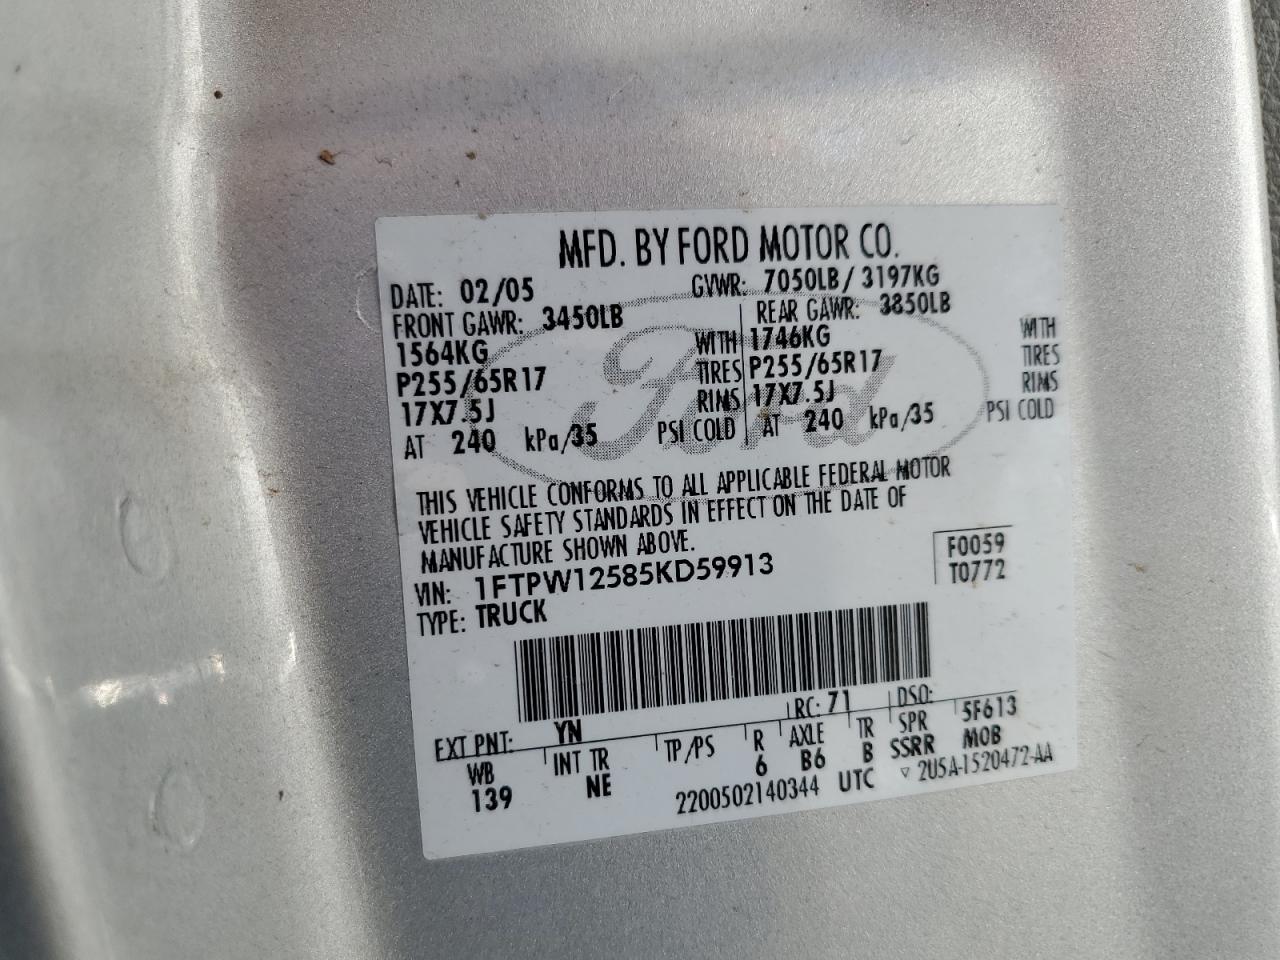 MFD. BY FORD MOTOR CO.
DATE: 02/05 GVWR: 7050LB/ 3197KG
FRONT GAWR: 3450LB REAR GAWR: 3850LB
1564KG WITH 1746KG WITH
P255/65R17 TIRES P255/65R17 TIRES
17X7.5J RIMS 17X7.5J RIMS
AT 240 kPa/35 PSI COLD AT 240 kPa/35 PSI COLD
Ford
THIS VEHICLE CONFORMS TO ALL APPLICABLE FEDERAL MOTOR
VEHICLE SAFETY STANDARDS IN EFFECT ON THE DATE OF
MANUFACTURE SHOWN ABOVE.
VIN: 1FTPW12585KD59913 F0059
TYPE: TRUCK T0772
EXT PNT: YN RC: 71 DSO:
WB INT TR TP/PS R AXLE TR SPR 5F613
139 NE 6 B6 B SSRR MOB
2200502140344 UTC ▽ 2U5A-1520472-AA